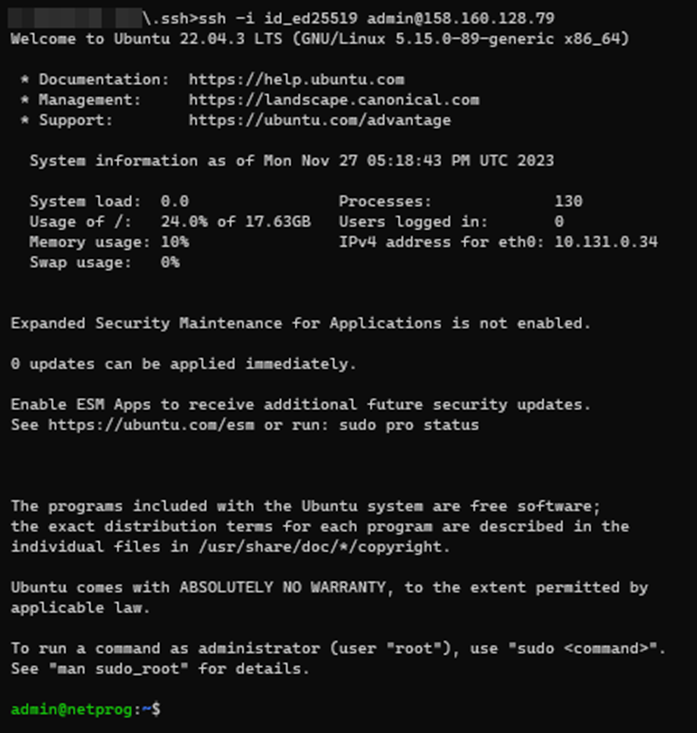 \.ssh>ssh -i id_ed25519 admin@158.160.128.79
Welcome to Ubuntu 22.04.3 LTS (GNU/Linux 5.15.0-89-generic x86_64)
* Documentation:  https://help.ubuntu.com
* Management:     https://landscape.canonical.com
* Support:        https://ubuntu.com/advantage
System information as of Mon Nov 27 05:18:43 PM UTC 2023
System load:  0.0               Processes:             130
Usage of /:   24.0% of 17.63GB  Users logged in:       0
Memory usage: 10%               IPv4 address for eth0: 10.131.0.34
Swap usage:   0%
Expanded Security Maintenance for Applications is not enabled.
0 updates can be applied immediately.
Enable ESM Apps to receive additional future security updates.
See https://ubuntu.com/esm or run: sudo pro status
The programs included with the Ubuntu system are free software;
the exact distribution terms for each program are described in the
individual files in /usr/share/doc/*/copyright.
Ubuntu comes with ABSOLUTELY NO WARRANTY, to the extent permitted by
applicable law.
To run a command as administrator (user "root"), use "sudo <command>".
See "man sudo_root" for details.
admin@netprog:~$